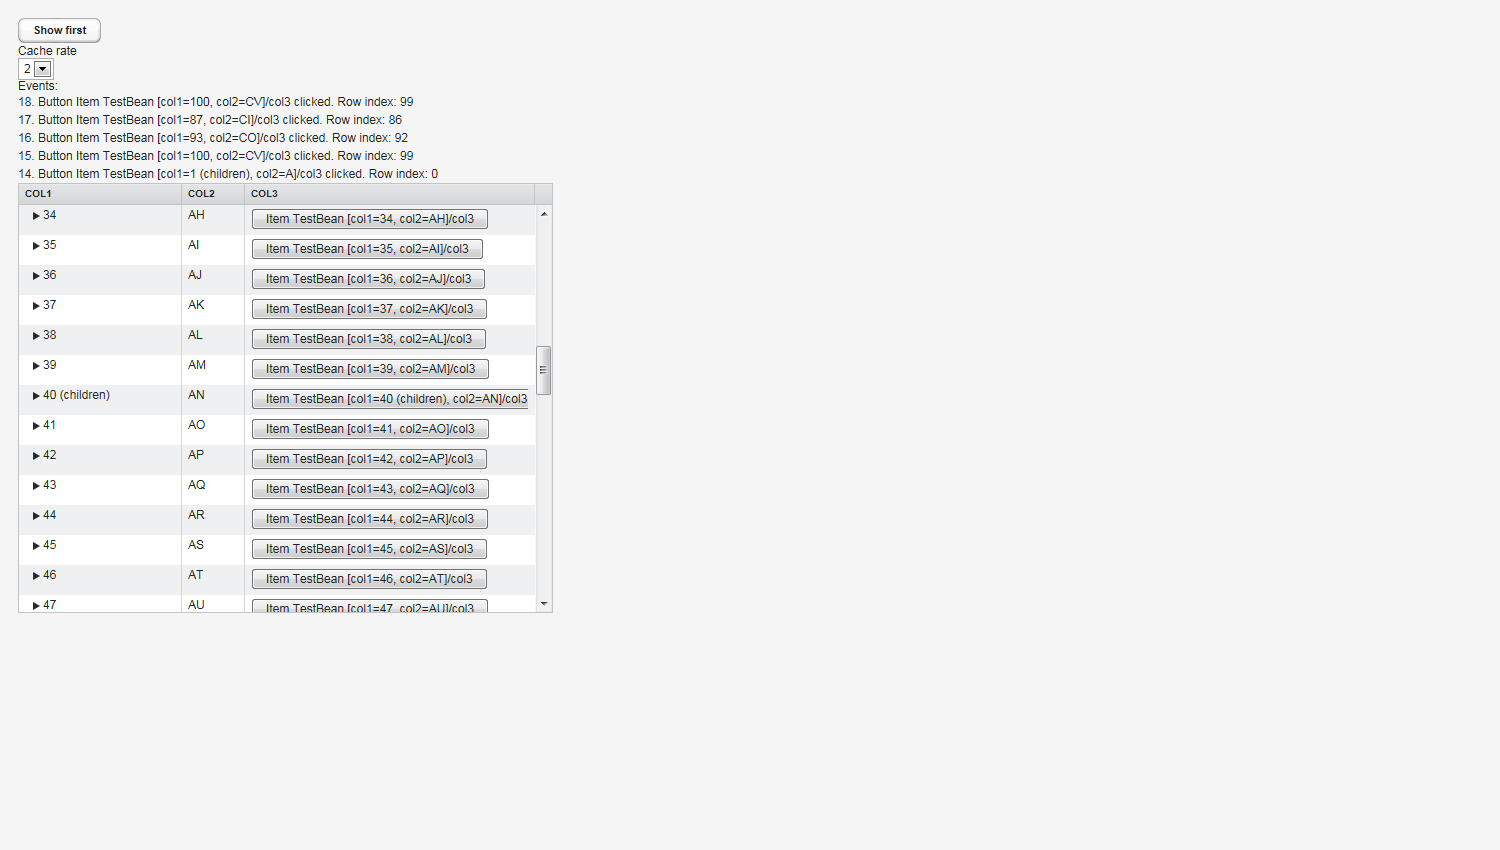 Show first
Cache rate
2
Events:
18. Button Item TestBean [col1=100, col2=CV]/col3 clicked. Row index: 99
17. Button Item TestBean [col1=87, col2=CI]/col3 clicked. Row index: 86
16. Button Item TestBean [col1=93, col2=CO]/col3 clicked. Row index: 92
15. Button Item TestBean [col1=100, col2=CV]/col3 clicked. Row index: 99
14. Button Item TestBean [col1=1 (children), col2=A]/col3 clicked. Row index: 0
COL1 COL2 COL3
34 AH Item TestBean [col1=34, col2=AH]/col3
35 AI Item TestBean [col1=35, col2=AI]/col3
36 AJ Item TestBean [col1=36, col2=AJ]/col3
37 AK Item TestBean [col1=37, col2=AK]/col3
38 AL Item TestBean [col1=38, col2=AL]/col3
39 AM Item TestBean [col1=39, col2=AM]/col3
40 (children) AN Item TestBean [col1=40 (children), col2=AN]/col3
41 AO Item TestBean [col1=41, col2=AO]/col3
42 AP Item TestBean [col1=42, col2=AP]/col3
43 AQ Item TestBean [col1=43, col2=AQ]/col3
44 AR Item TestBean [col1=44, col2=AR]/col3
45 AS Item TestBean [col1=45, col2=AS]/col3
46 AT Item TestBean [col1=46, col2=AT]/col3
47 AU Item TestBean [col1=47, col2=AU]/col3